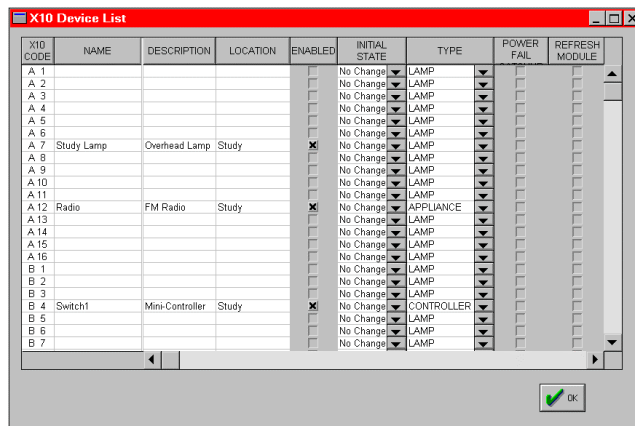 X10 Device List
X10 CODE NAME DESCRIPTION LOCATION ENABLED INITIAL STATE TYPE POWER FAIL REFRESH MODULE
A 1 No Change LAMP
A 2 No Change LAMP
A 3 No Change LAMP
A 4 No Change LAMP
A 5 No Change LAMP
A 6 No Change LAMP
A 7 Study Lamp Overhead Lamp Study No Change LAMP
A 8 No Change LAMP
A 9 No Change LAMP
A 10 No Change LAMP
A 11 No Change LAMP
A 12 Radio FM Radio Study No Change APPLIANCE
A 13 No Change LAMP
A 14 No Change LAMP
A 15 No Change LAMP
A 16 No Change LAMP
B 1 No Change LAMP
B 2 No Change LAMP
B 3 No Change LAMP
B 4 Switch1 Mini-Controller Study No Change CONTROLLER
B 5 No Change LAMP
B 6 No Change LAMP
B 7 No Change LAMP
No Change LAMP
OK